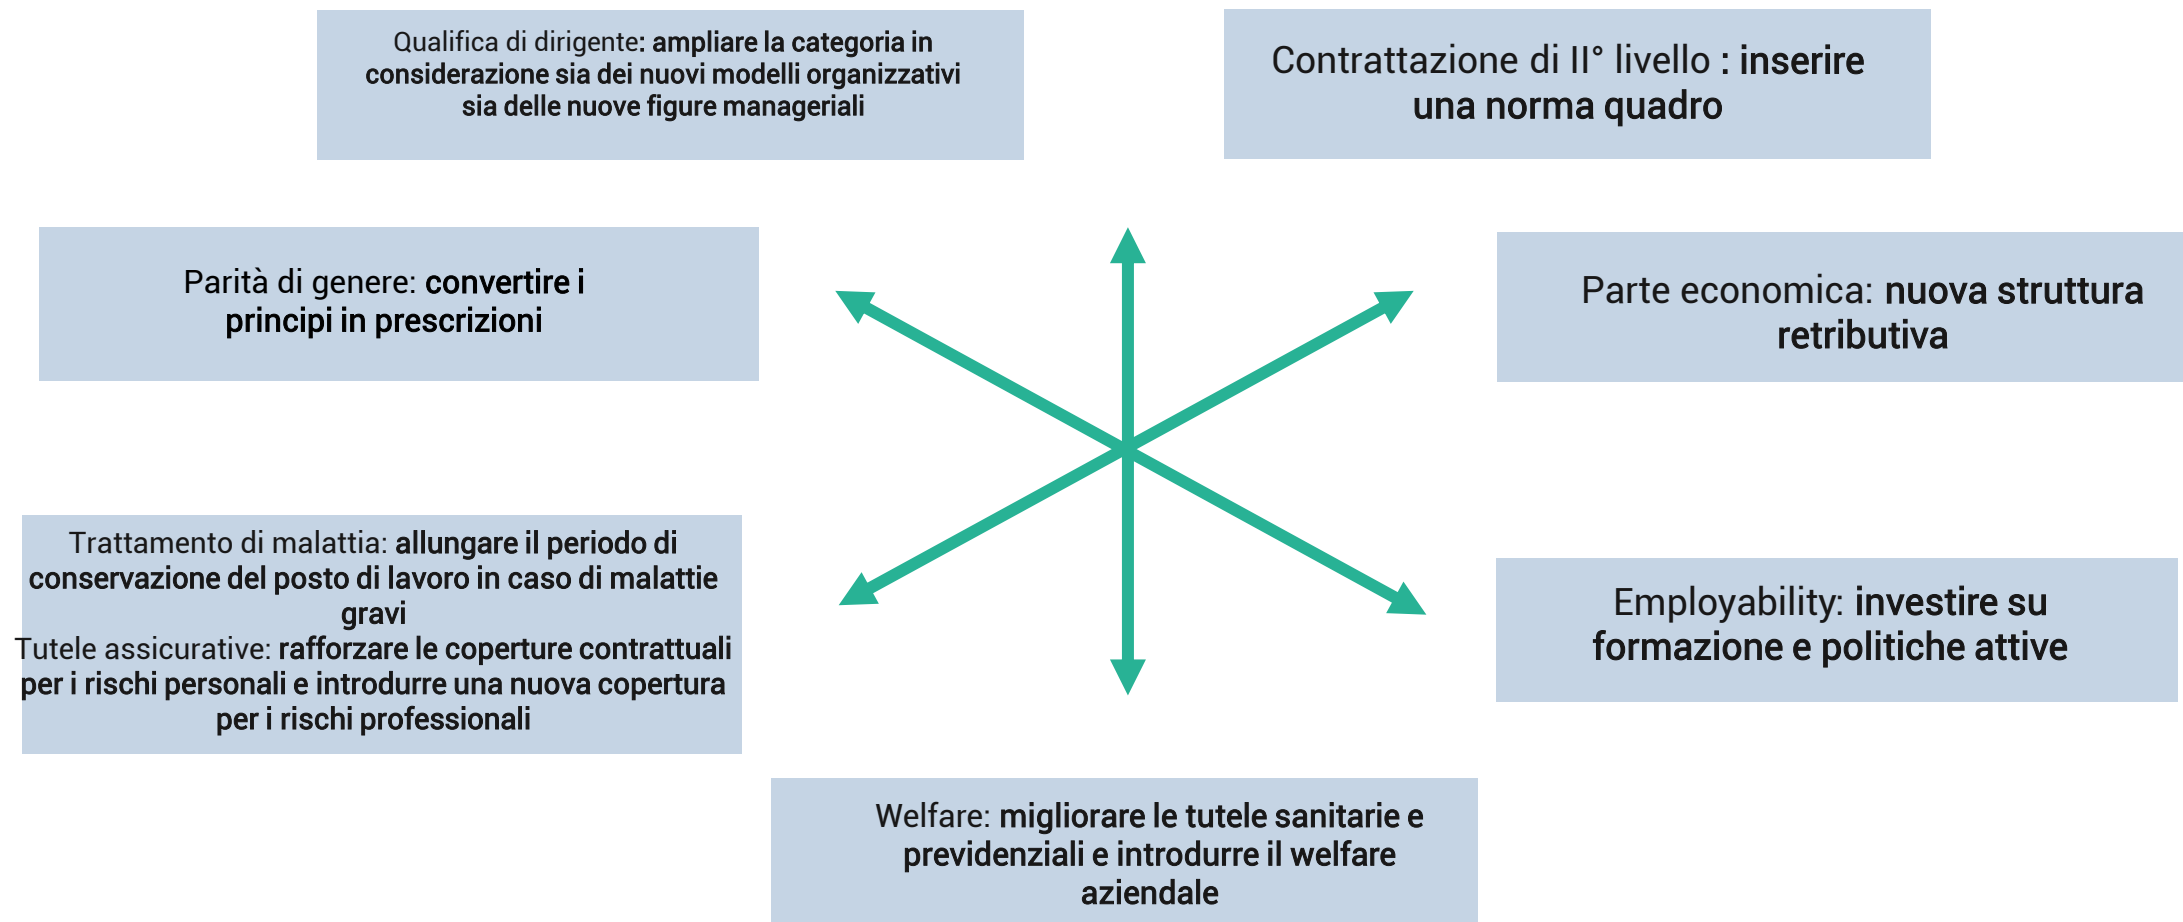 Qualifica di dirigente: ampliare la categoria in
considerazione sia dei nuovi modelli organizzativi
sia delle nuove figure manageriali
Contrattazione di II° livello : inserire
una norma quadro
Parità di genere: convertire i
principi in prescrizioni
Parte economica: nuova struttura
retributiva
Trattamento di malattia: allungare il periodo di
conservazione del posto di lavoro in caso di malattie
gravi
Tutele assicurative: rafforzare le coperture contrattuali
per i rischi personali e introdurre una nuova copertura
per i rischi professionali
Employability: investire su
formazione e politiche attive
Welfare: migliorare le tutele sanitarie e
previdenziali e introdurre il welfare
aziendale